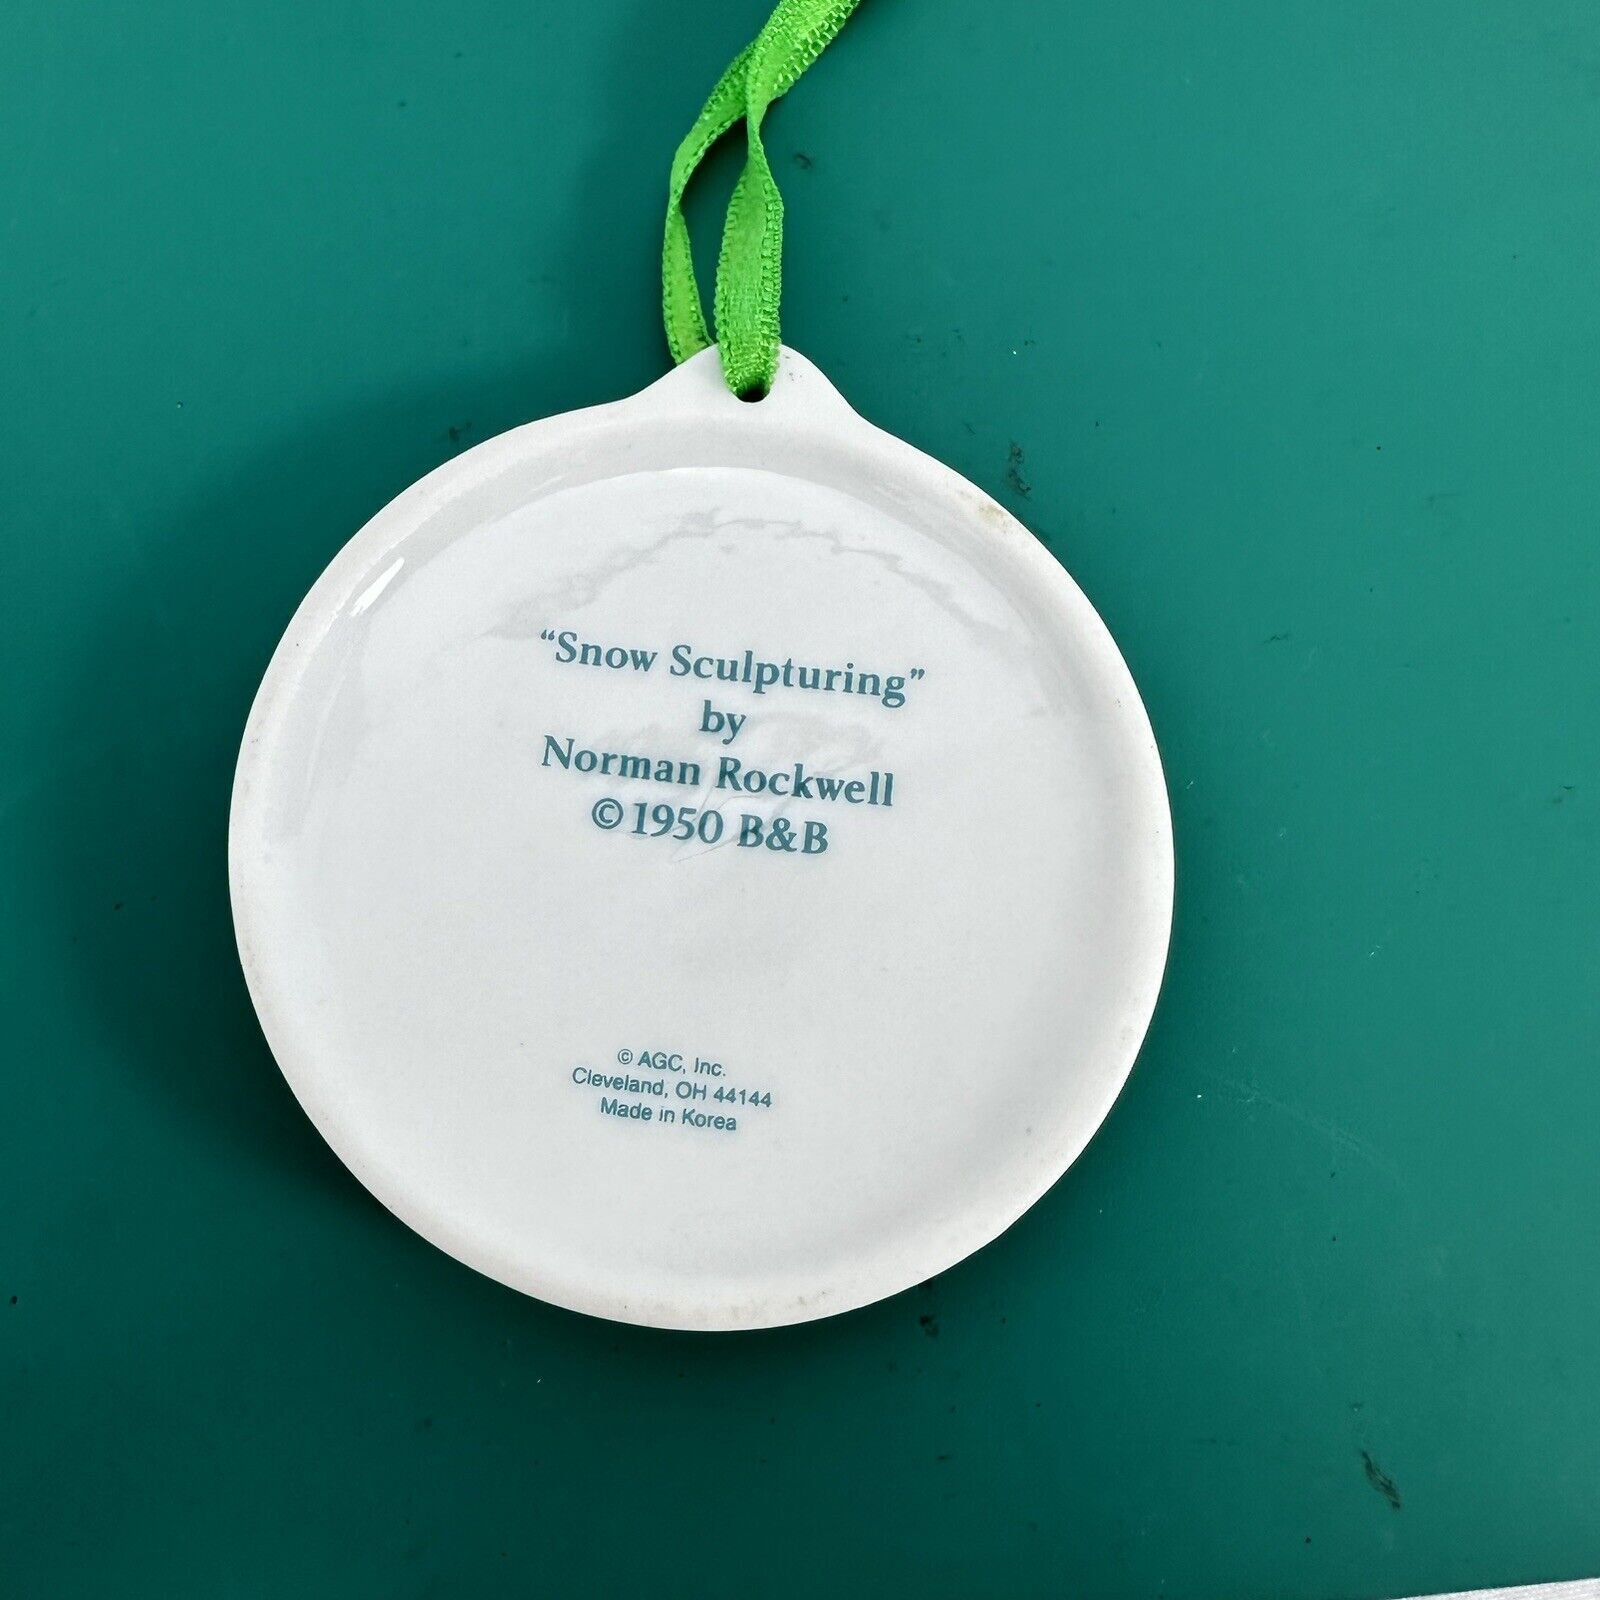 “Snow Sculpturing”
by
Norman Rockwell
©1950 B&B
© AGC, Inc.
Cleveland, OH 44144
Made in Korea